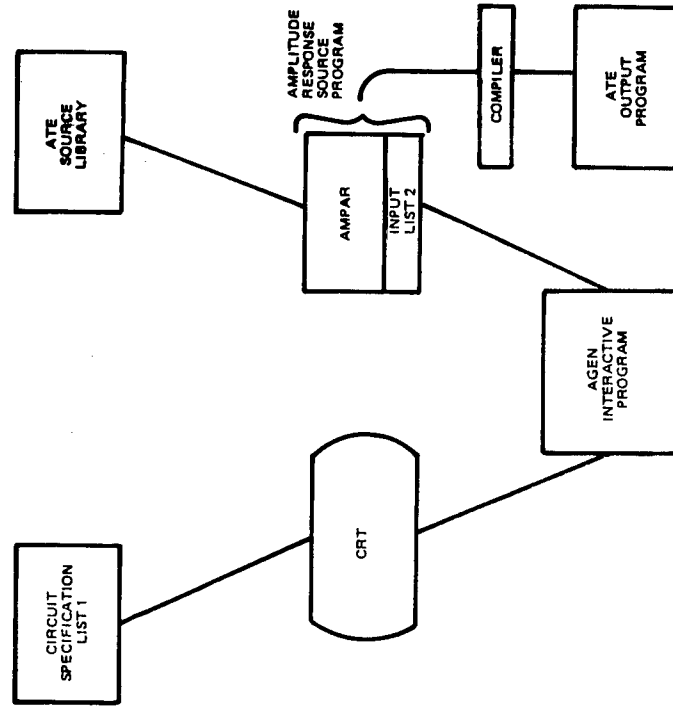 CIRCUIT
SPECIFICATION
LIST 1
CRT
AGEN
INTERACTIVE
PROGRAM
ATE
SOURCE
LIBRARY
AMPAR
INPUT
LIST 2
AMPLITUDE
RESPONSE
SOURCE
PROGRAM
COMPILER
ATE
OUTPUT
PROGRAM